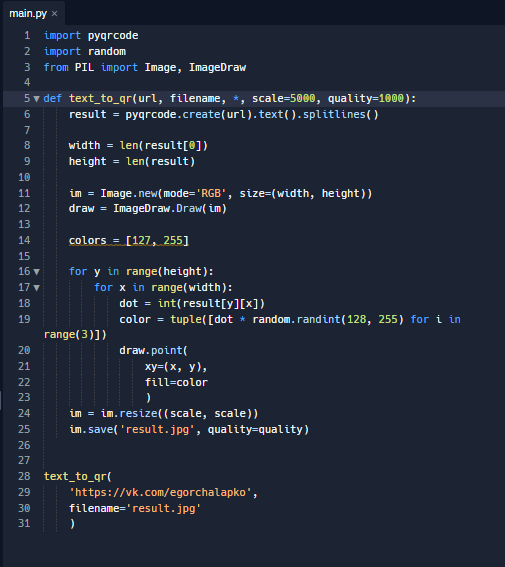 main.py ×
1 import pyqrcode
2 import random
3 from PIL import Image, ImageDraw
4
5 def text_to_qr(url, filename, *, scale=5000, quality=1000):
6 result = pyqrcode.create(url).text().splitlines()
7
8 width = len(result[0])
9 height = len(result)
10
11 im = Image.new(mode='RGB', size=(width, height))
12 draw = ImageDraw.Draw(im)
13
14 colors = [127, 255]
15
16 for y in range(height):
17 for x in range(width):
18 dot = int(result[y][x])
19 color = tuple([dot * random.randint(128, 255) for i in
range(3)])
20 draw.point(
21 xy=(x, y),
22 fill=color
23 )
24 im = im.resize((scale, scale))
25 im.save('result.jpg', quality=quality)
26
27
28 text_to_qr(
29 'https://vk.com/egorchalapko',
30 filename='result.jpg'
31 )